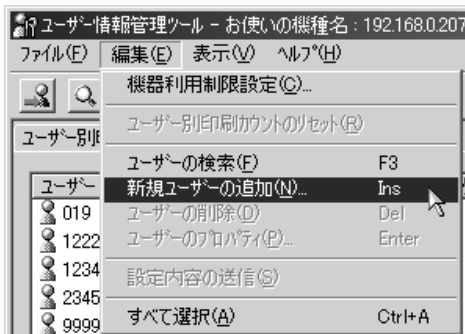 ユーザー情報管理ツール - お使いの機種名 : 192.168.0.207
ファイル(F) 編集(E) 表示(V) ヘルプ(H)
機器利用制限設定(C)...
ユーザー別印刷カウントのリセット(R)
ユーザー別印
ユーザーの検索(F) F3
ユーザー
新規ユーザーの追加(N)... Ins
019
ユーザーの削除(D) Del
1222
ユーザーのプロパティ(P)... Enter
1234
設定内容の送信(S)
2345
すべて選択(A) Ctrl+A
9999